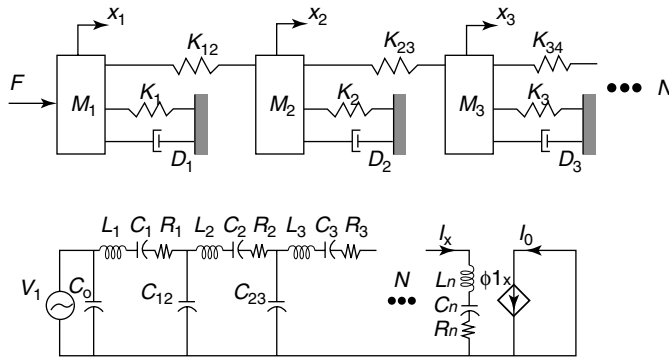 x1 x2 x3
K12 K23 K34
F M1 K1 M2 K2 M3 K3 ••• N
D1 D2 D3
L1 C1 R1 L2 C2 R2 L3 C3 R3 Ix I0
V1 Co C12 C23 N ••• Ln ϕ1x
Cn
Rn